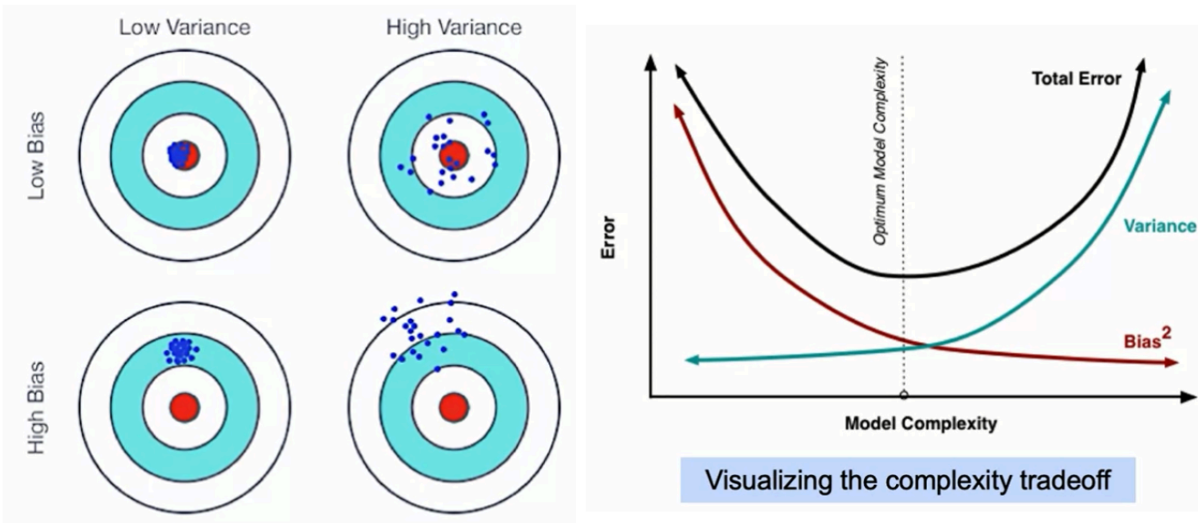 Low Variance
High Variance
Low Bias
High Bias
Error
Optimum Model Complexity
Total Error
Variance
Bias²
Model Complexity
Visualizing the complexity tradeoff